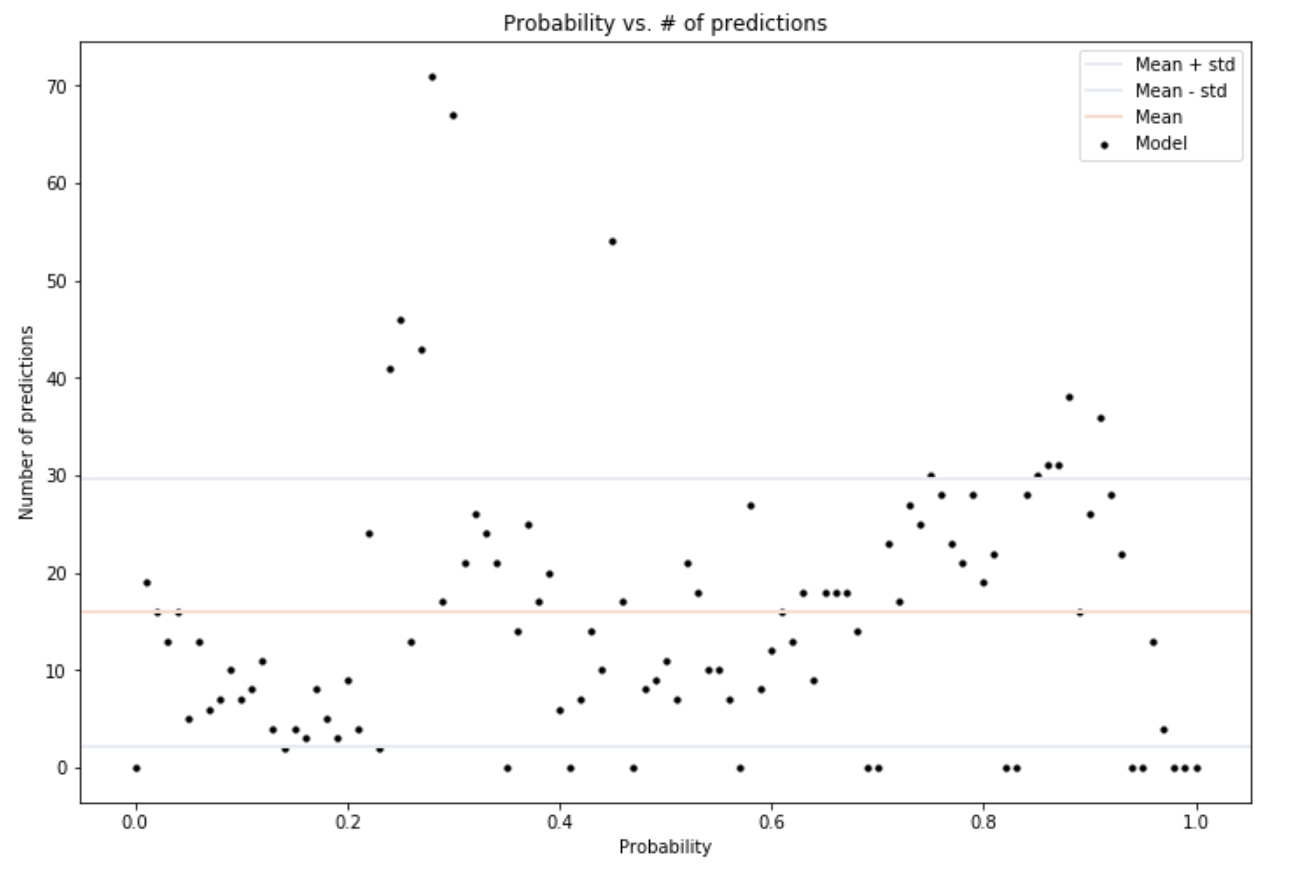 Probability vs. # of predictions
Mean + std
Mean - std
Mean
Model
70
60
50
40
30
20
10
0
Number of predictions
0.0 0.2 0.4 0.6 0.8 1.0
Probability